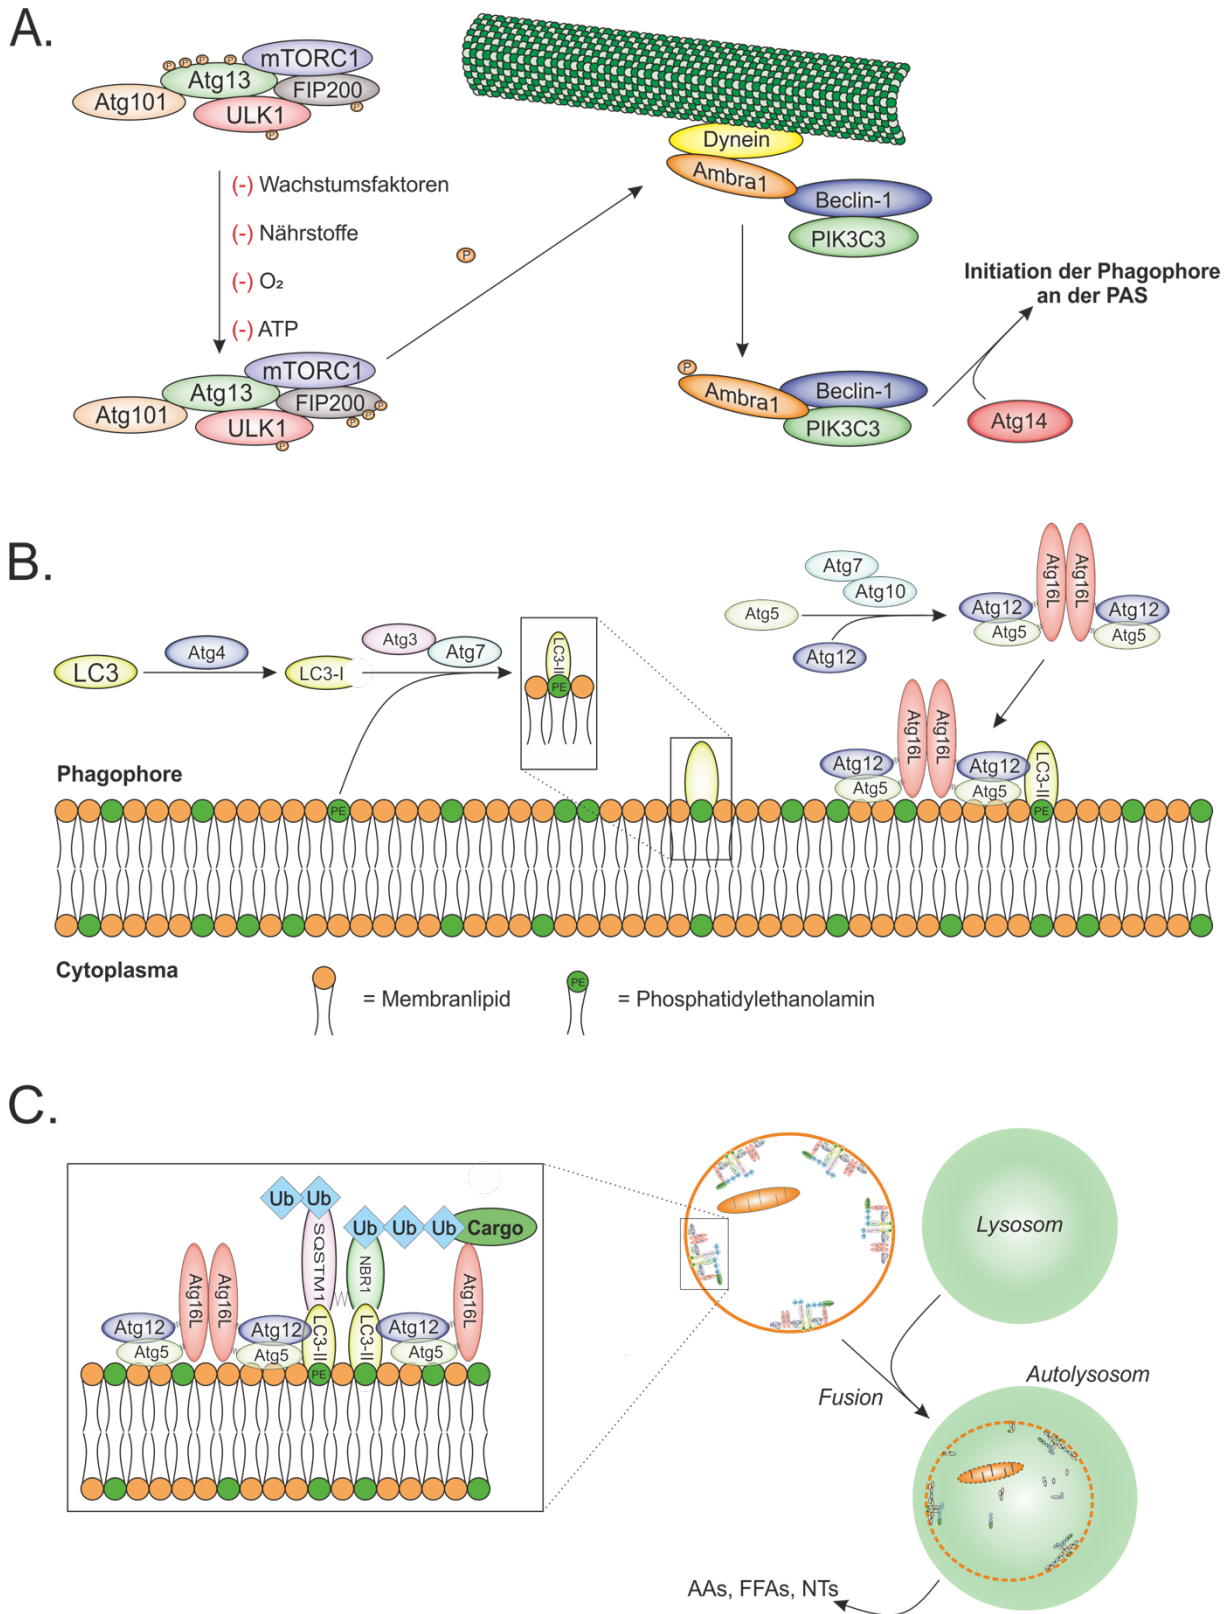 A.
P P P P
mTORC1
Atg13
FIP200
Atg101
P
ULK1
P
(-) Wachstumsfaktoren
(-) Nährstoffe
(-) O₂
(-) ATP
mTORC1
Atg13
FIP200
Atg101
P P P
ULK1
P
P
Dynein
Ambra1
Beclin-1
PIK3C3
Initiation der Phagophore
an der PAS
P
Ambra1
Beclin-1
PIK3C3
Atg14
B.
LC3
Atg4
LC3-I
Atg3
Atg7
LC3-II
PE
Atg7
Atg10
Atg5
Atg12
Atg16L
Atg16L
Atg12
Atg5
Atg12
Atg5
Atg16L
Atg16L
Atg12
Atg5
Atg12
Atg5
LC3-II
PE
Phagophore
PE
Cytoplasma
= Membranlipid
PE
= Phosphatidylethanolamin
C.
Ub Ub
SQSTM1
Ub Ub Ub Cargo
NBR1
Atg16L
Atg16L
Atg16L
Atg12
Atg5
Atg12
Atg5
LC3-II
LC3-II
Atg12
Atg5
PE
Lysosom
Fusion
Autolysosom
AAs, FFAs, NTs